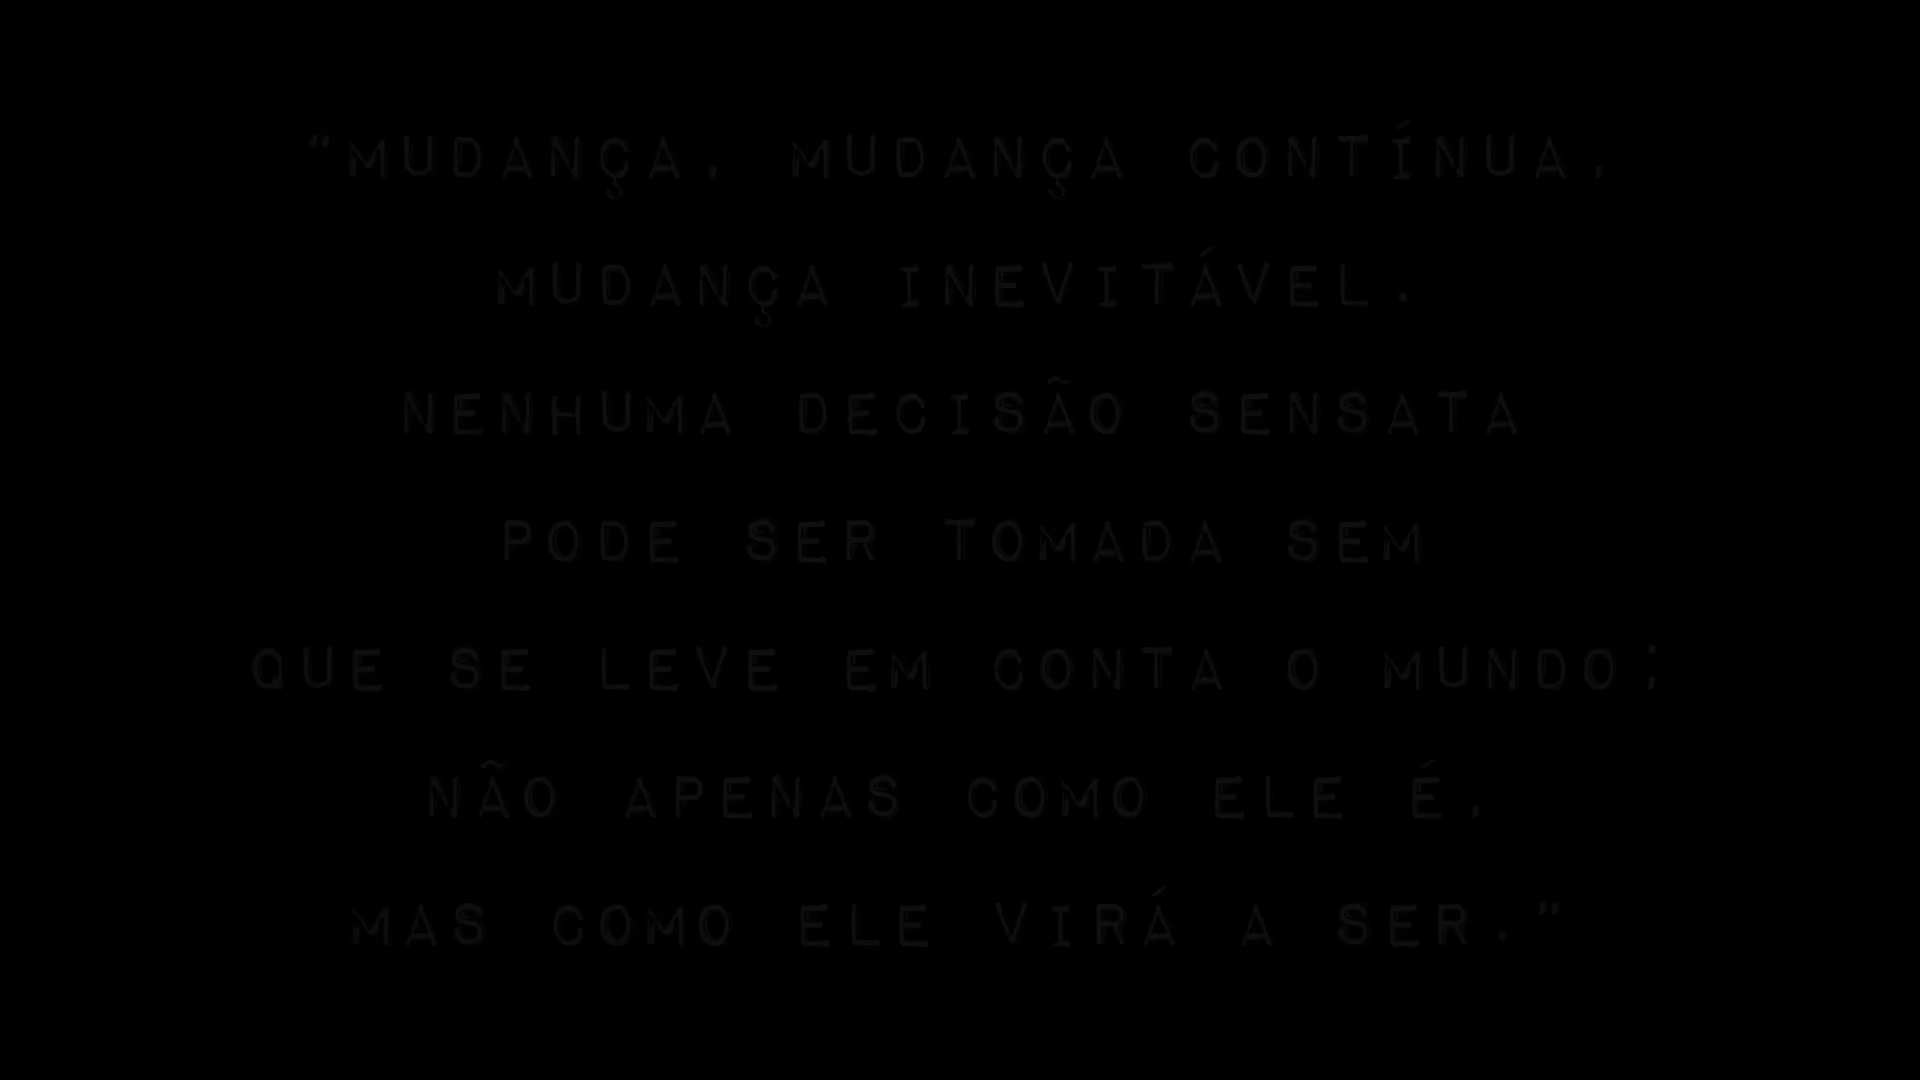 "MUDANÇA, MUDANÇA CONTÍNUA,
MUDANÇA INEVITÁVEL.
NENHUMA DECISÃO SENSATA
PODE SER TOMADA SEM
QUE SE LEVE EM CONTA O MUNDO;
NÃO APENAS COMO ELE É,
MAS COMO ELE VIRÁ A SER."